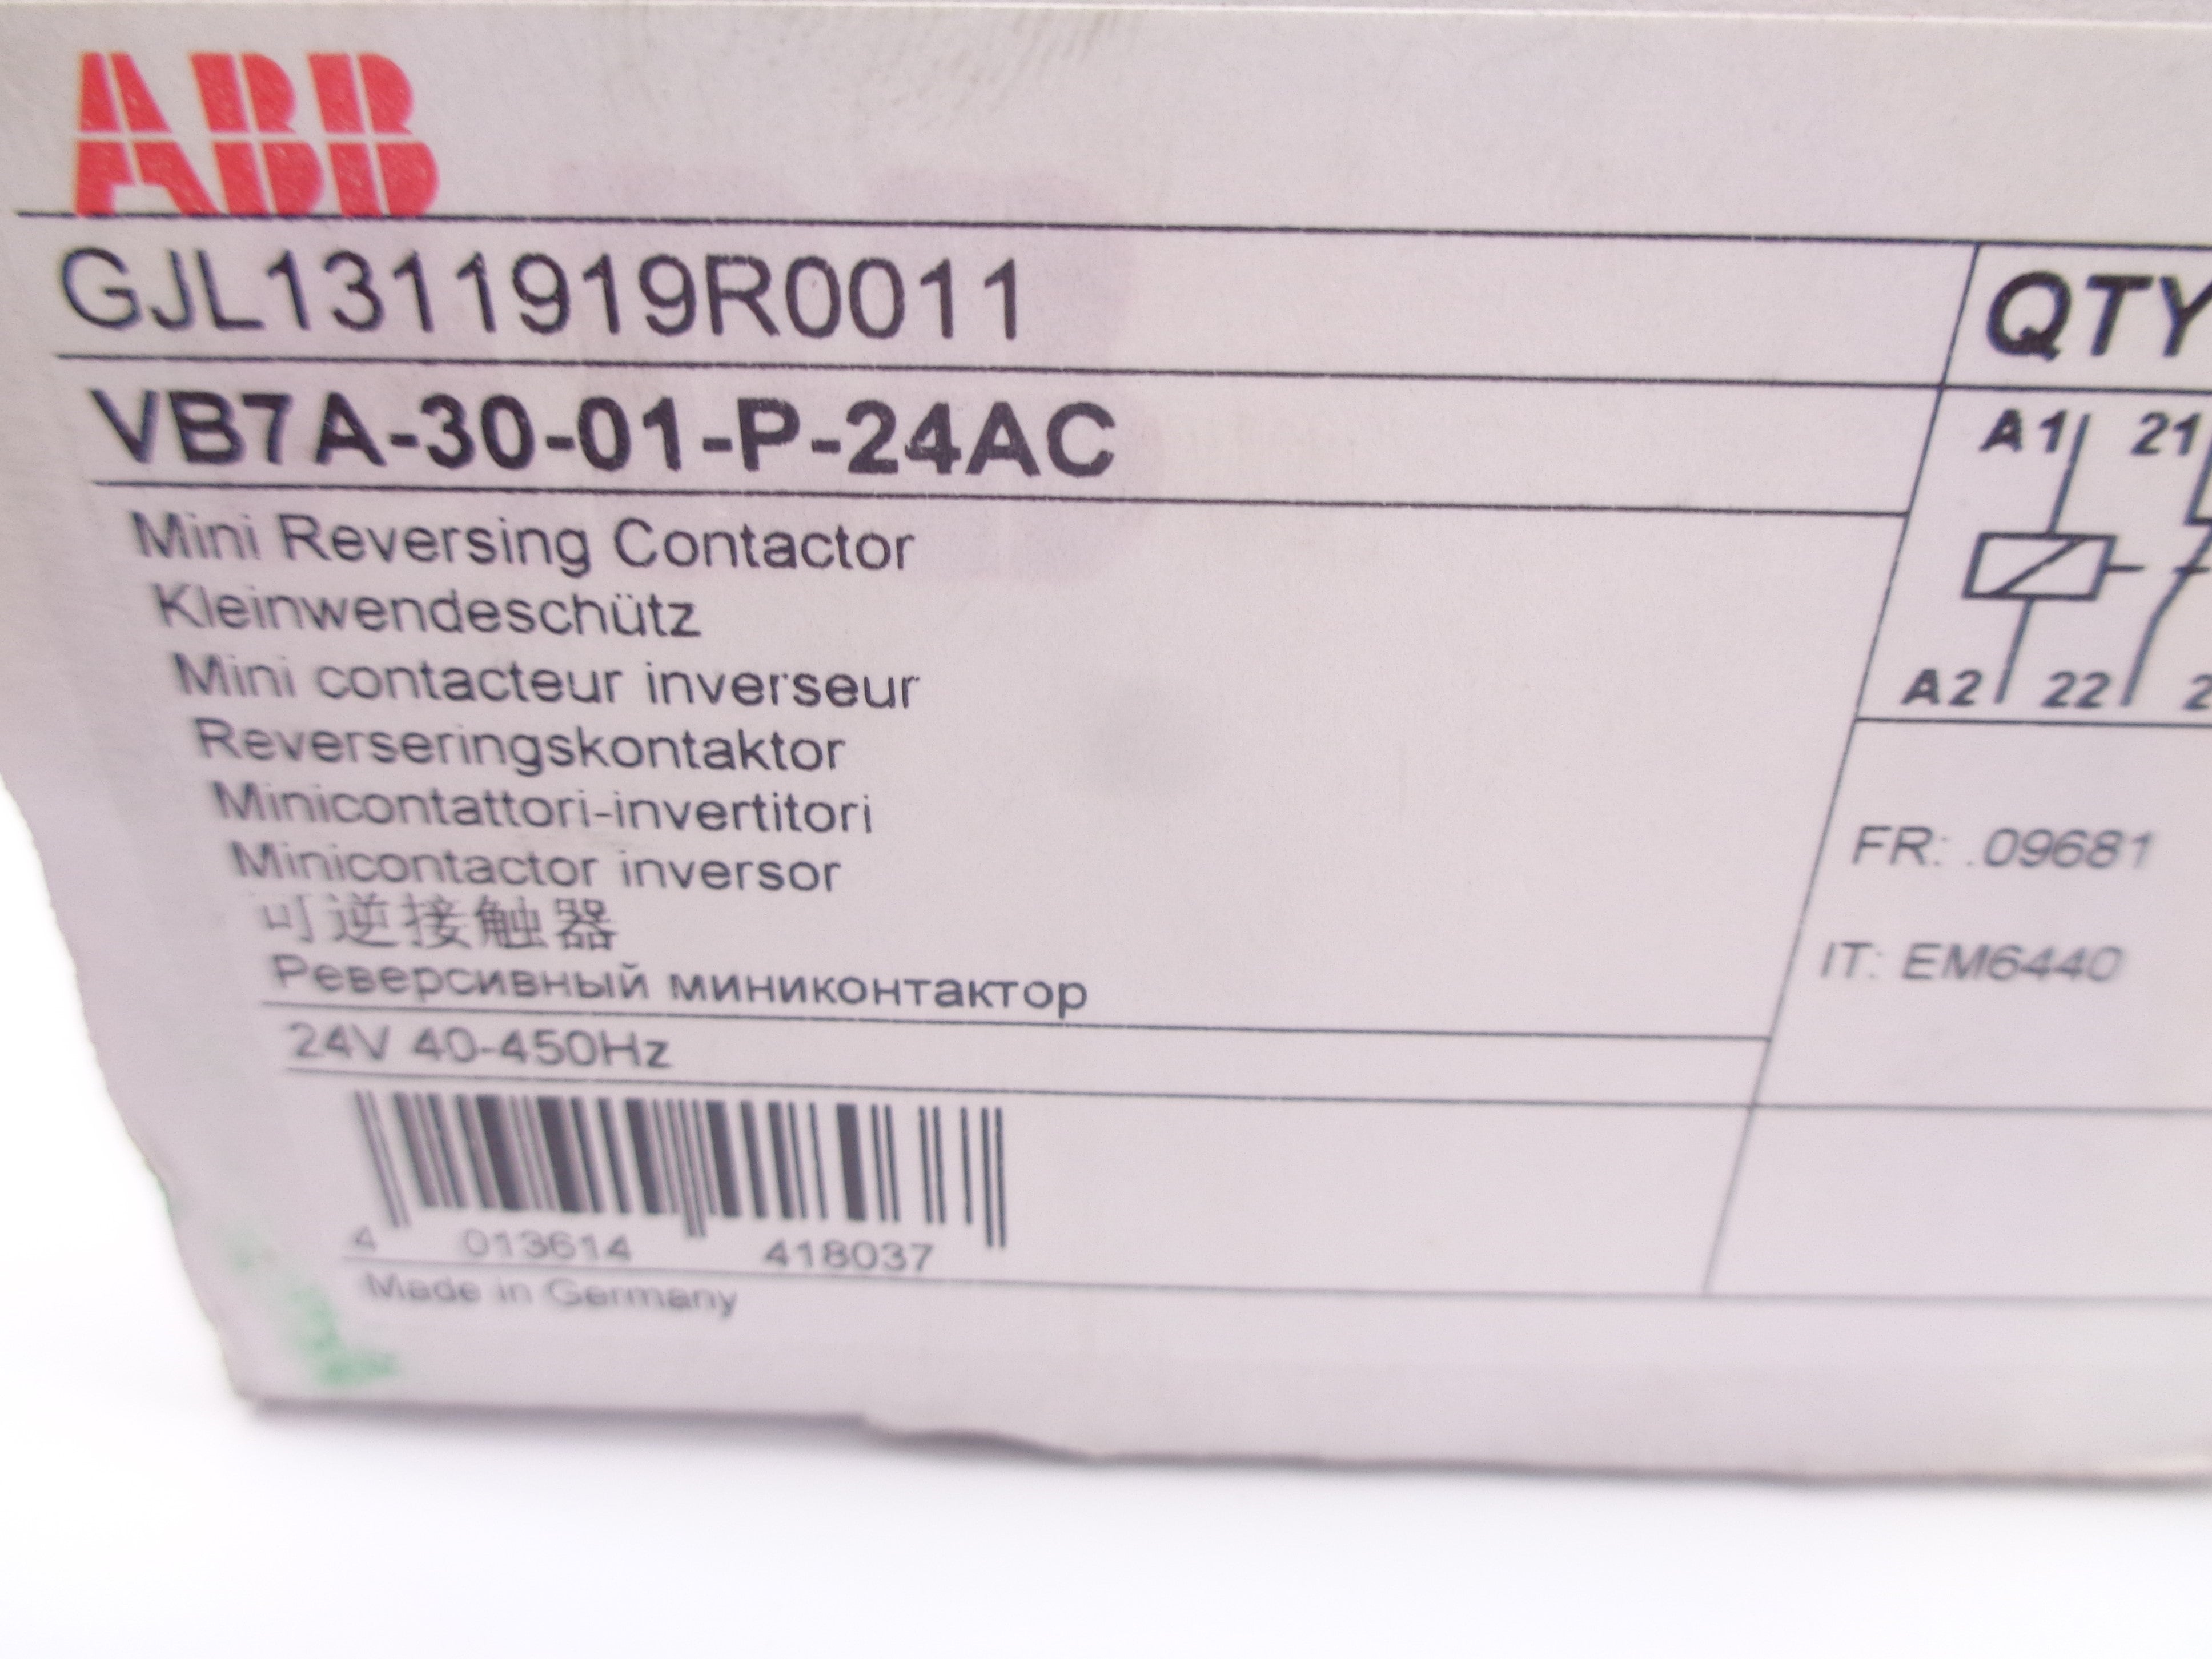 ABB
GJL1311919R0011
QTY
VB7A-30-01-P-24AC
A1 21
Mini Reversing Contactor
Kleinwendeschütz
Mini contacteur inverseur
A2 22 2
Reverseringskontaktor
Minicontattori-invertitori
Minicontactor inversor
可逆接触器
Реверсивный миниконтактор
FR: .09681
IT: EM6440
24V 40-450Hz
4 013614 418037
Made in Germany